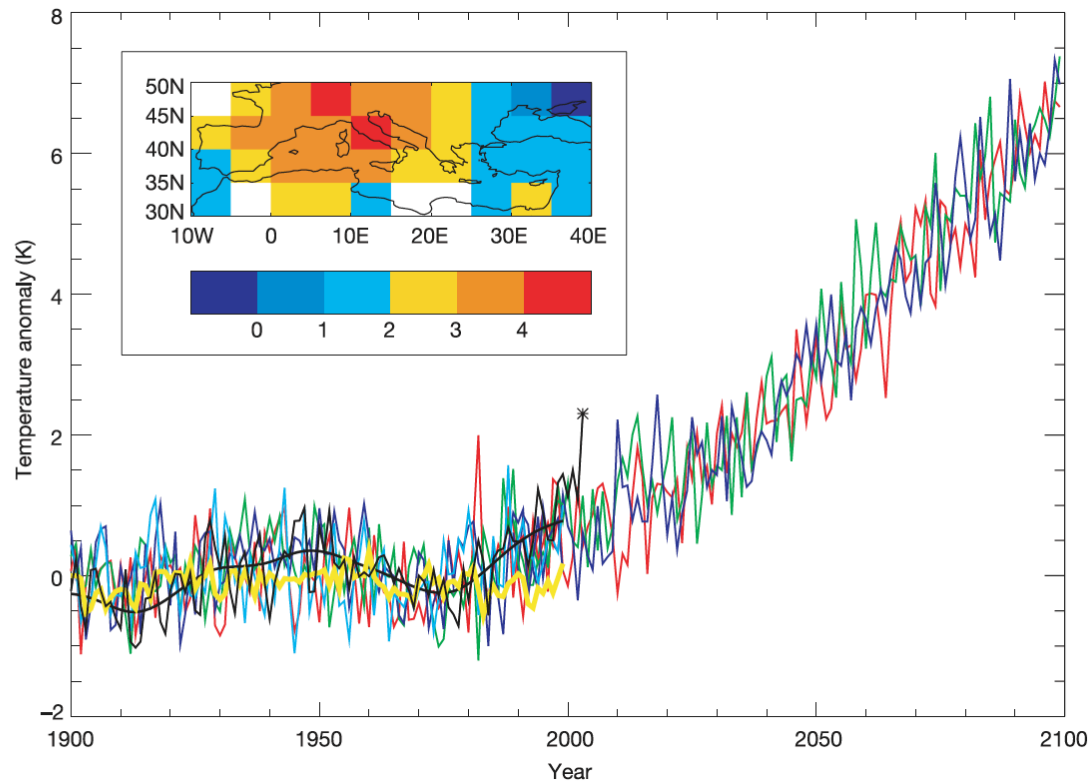 8
50N
45N
40N
35N
30N
10W 0 10E 20E 30E 40E
0 1 2 3 4
6
4
2
0
−2
Temperature anomaly (K)
1900 1950 2000 2050 2100
Year